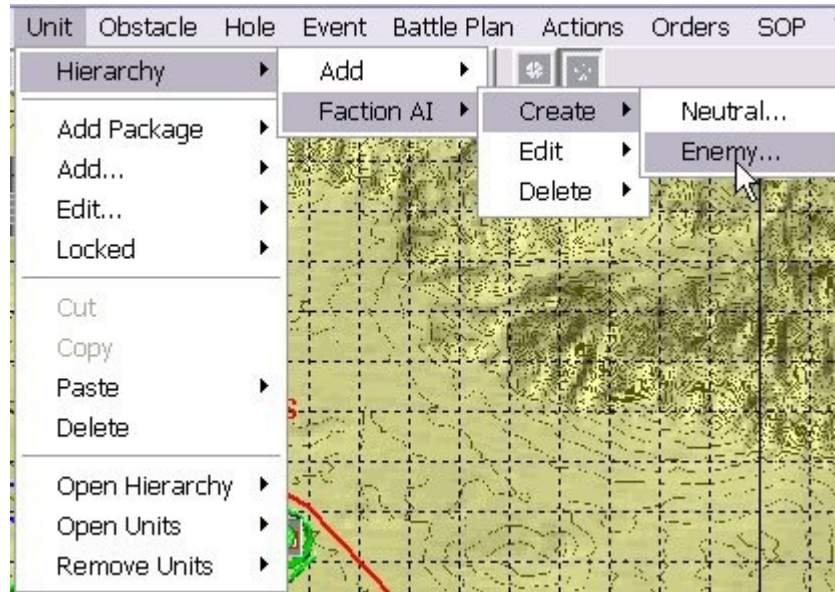 Unit Obstacle Hole Event Battle Plan Actions Orders SOP
Hierarchy Add
Faction AI Create Neutral...
Add Package Edit Enemy...
Add... Delete
Edit...
Locked
Cut
Copy
Paste
Delete
Open Hierarchy
Open Units
Remove Units